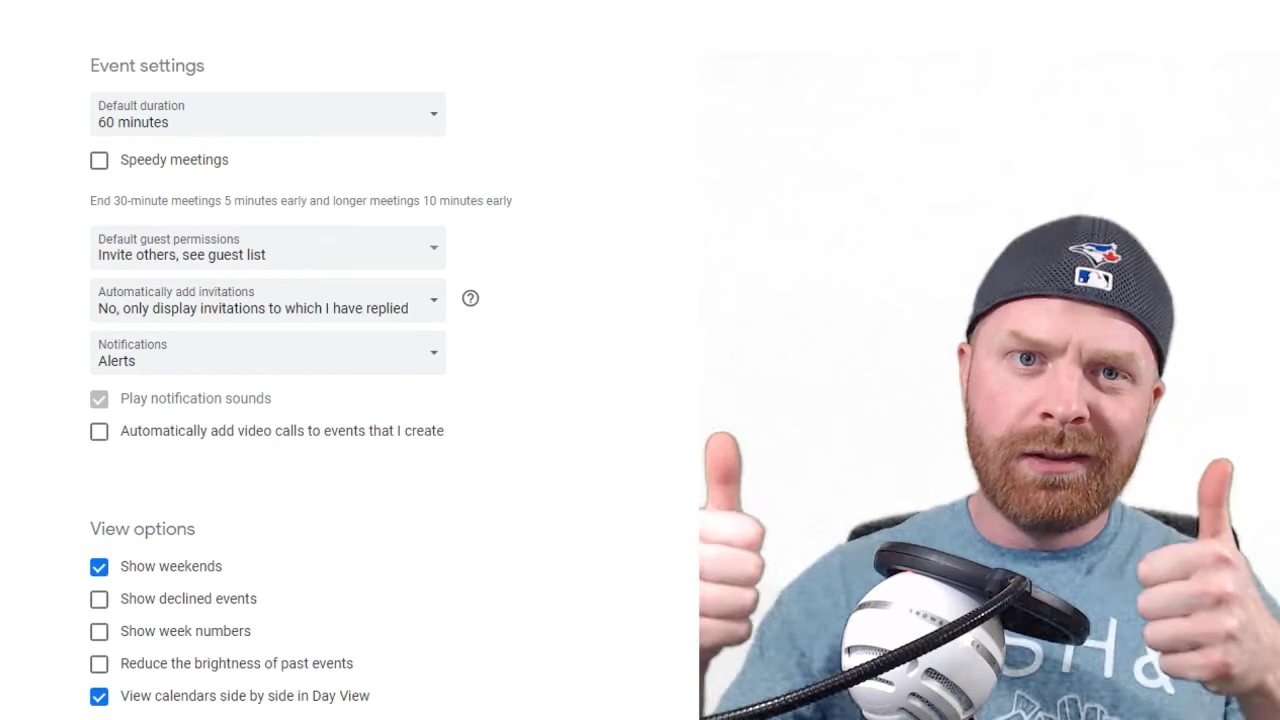 Event settings
Default duration
60 minutes
Speedy meetings
End 30-minute meetings 5 minutes early and longer meetings 10 minutes early
Default guest permissions
Invite others, see guest list
Automatically add invitations
No, only display invitations to which I have replied
Notifications
Alerts
Play notification sounds
Automatically add video calls to events that I create
View options
Show weekends
Show declined events
Show week numbers
Reduce the brightness of past events
View calendars side by side in Day View